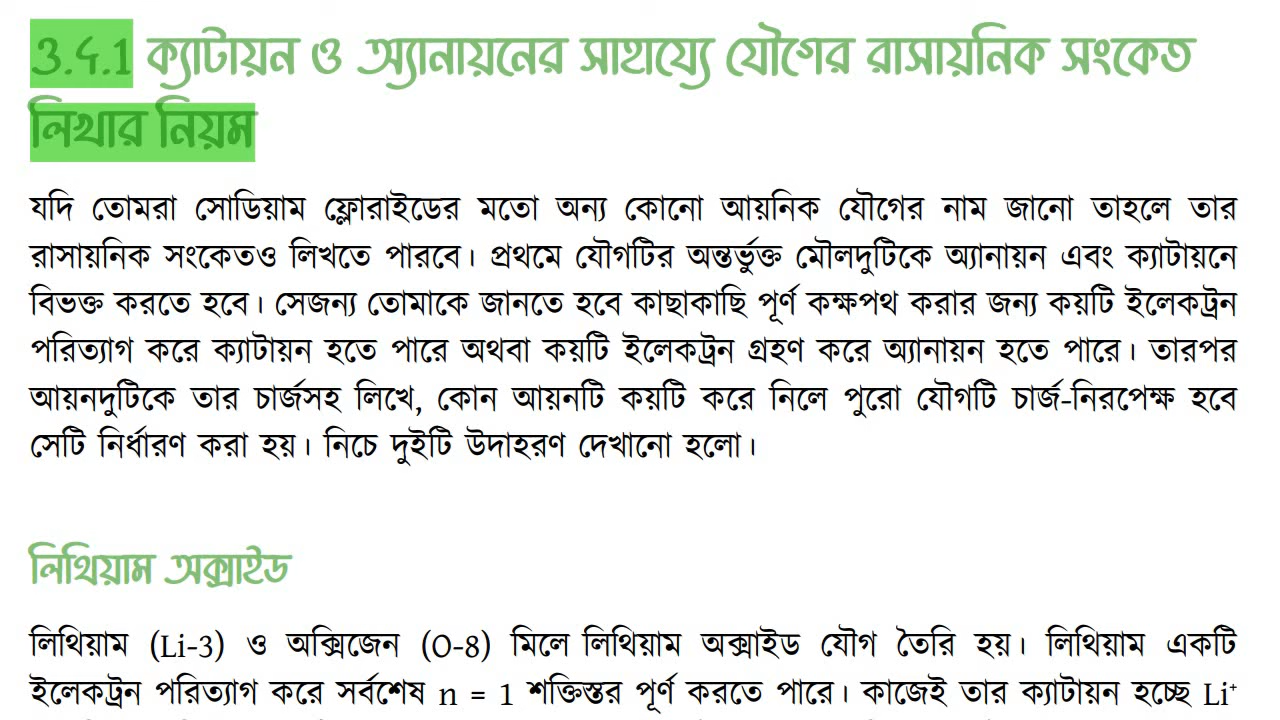 3.5.1 ক্যাটায়ন ও অ্যানায়নের সাহায্যে যৌগের রাসায়নিক সংকেত
লিখার নিয়ম
যদি তোমরা সোডিয়াম ফ্লোরাইডের মতো অন্য কোনো আয়নিক যৌগের নাম জানো তাহলে তার
রাসায়নিক সংকেতও লিখতে পারবে। প্রথমে যৌগটির অন্তর্ভুক্ত মৌলদুটিকে অ্যানায়ন এবং ক্যাটায়নে
বিভক্ত করতে হবে। সেজন্য তোমাকে জানতে হবে কাছাকাছি পূর্ণ কক্ষপথ করার জন্য কয়টি ইলেকট্রন
পরিত্যাগ করে ক্যাটায়ন হতে পারে অথবা কয়টি ইলেকট্রন গ্রহণ করে অ্যানায়ন হতে পারে। তারপর
আয়নদুটিকে তার চার্জসহ লিখে, কোন আয়নটি কয়টি করে নিলে পুরো যৌগটি চার্জ-নিরপেক্ষ হবে
সেটি নির্ধারণ করা হয়। নিচে দুইটি উদাহরণ দেখানো হলো।
লিথিয়াম অক্সাইড
লিথিয়াম (Li-3) ও অক্সিজেন (O-8) মিলে লিথিয়াম অক্সাইড যৌগ তৈরি হয়। লিথিয়াম একটি
ইলেকট্রন পরিত্যাগ করে সর্বশেষ n = 1 শক্তিস্তর পূর্ণ করতে পারে। কাজেই তার ক্যাটায়ন হচ্ছে Li⁺